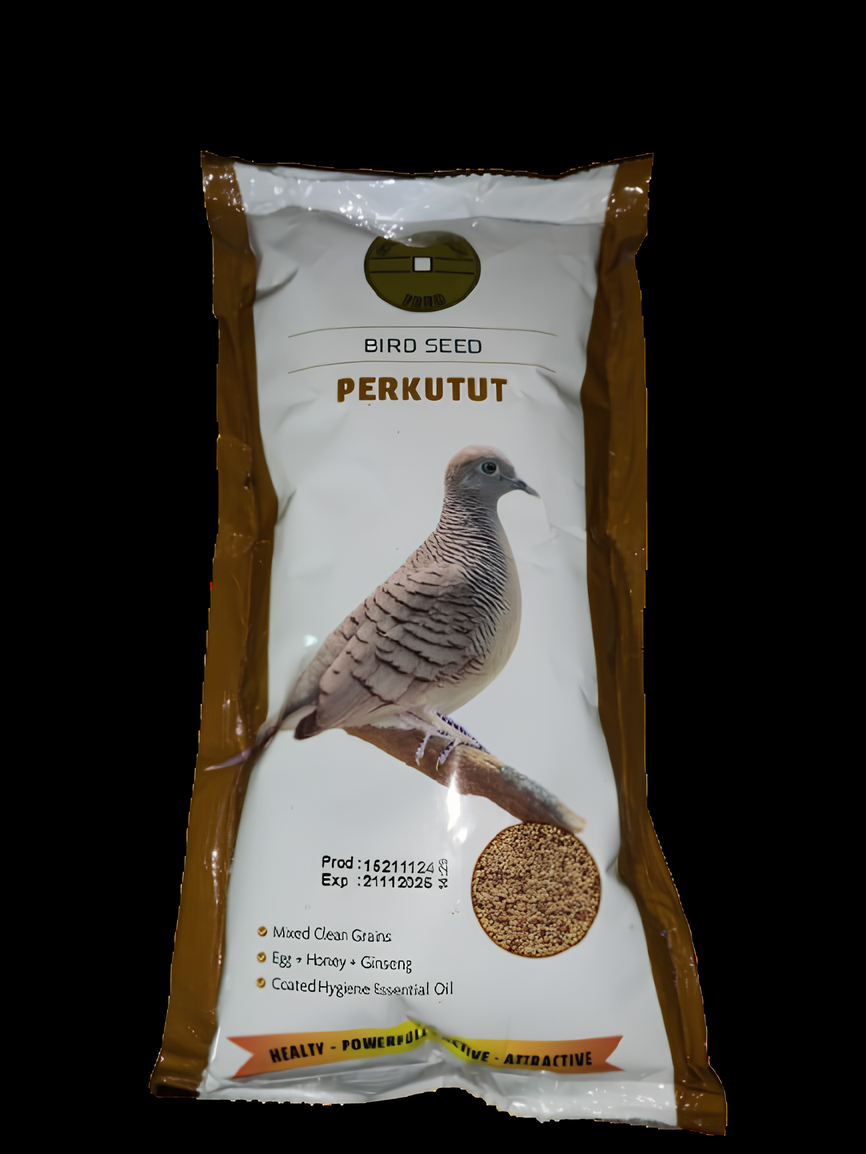 BIRD SEED
PERKUTUT
Prod :15211124
Exp :21112026
Mixed Clean Grains
Egg + Honey + Ginseng
Coated Hygiene Essential Oil
HEALTY - POWERFULL - - ATTRACTIVE